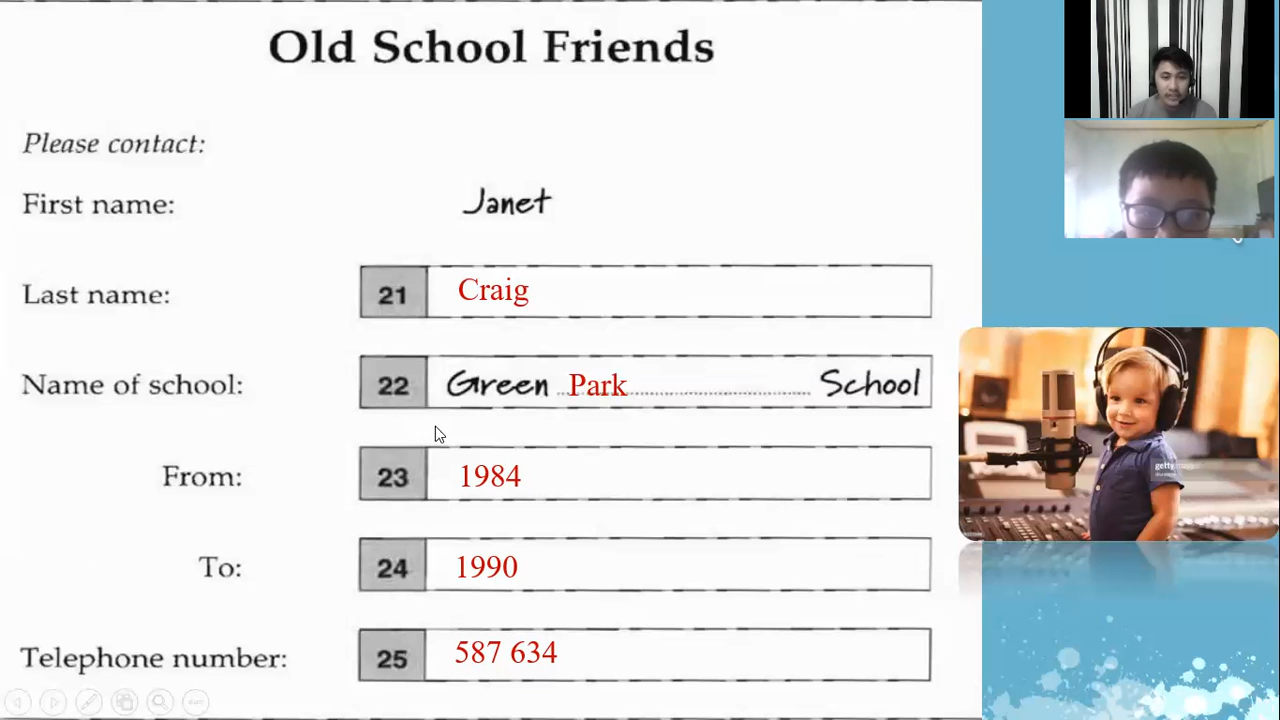 Old School Friends
Please contact:
First name: Janet
Last name: 21 Craig
Name of school: 22 Green Park School
From: 23 1984
To: 24 1990
Telephone number: 25 587 634